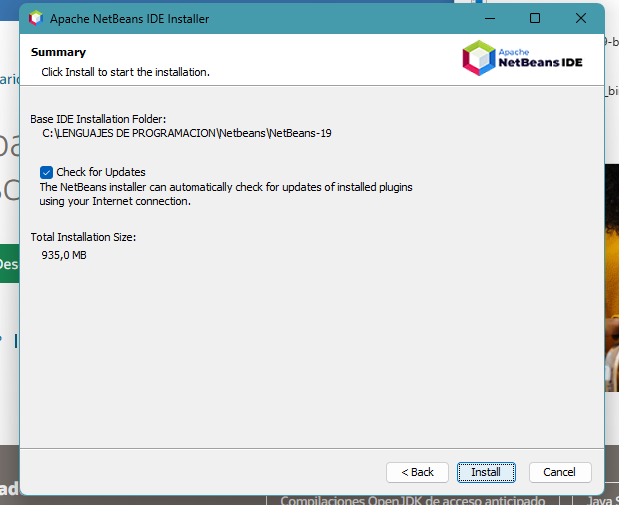 Apache NetBeans IDE Installer
Summary
Click Install to start the installation.
Apache
NetBeans IDE
Base IDE Installation Folder:
C:\LENGUAJES DE PROGRAMACION\Netbeans\NetBeans-19
Check for Updates
The NetBeans installer can automatically check for updates of installed plugins
using your Internet connection.
Total Installation Size:
935,0 MB
< Back
Install
Cancel
Compilaciones OpenJDK de acceso anticipado
Java S